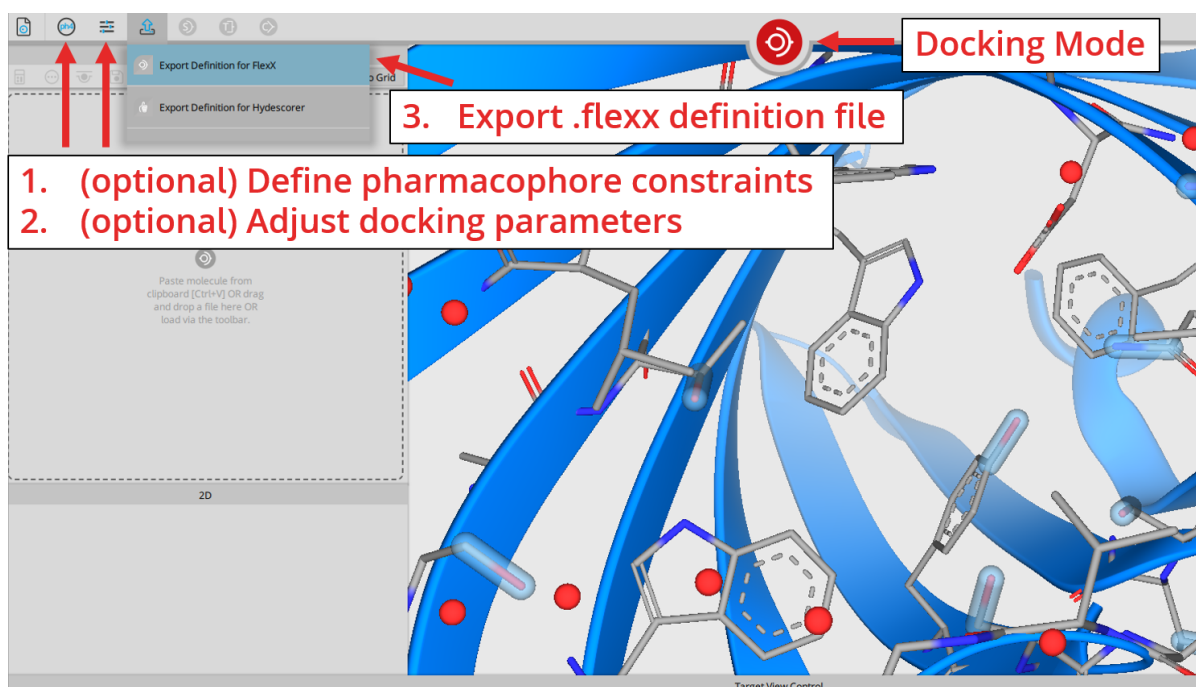 ph4
S
T
Docking Mode
Export Definition for FlexX
o Grid
Export Definition for Hydescorer
3. Export .flexx definition file
1. (optional) Define pharmacophore constraints
2. (optional) Adjust docking parameters
Paste molecule from
clipboard [Ctrl+V] OR drag
and drop a file here OR
load via the toolbar.
2D
Target View Control